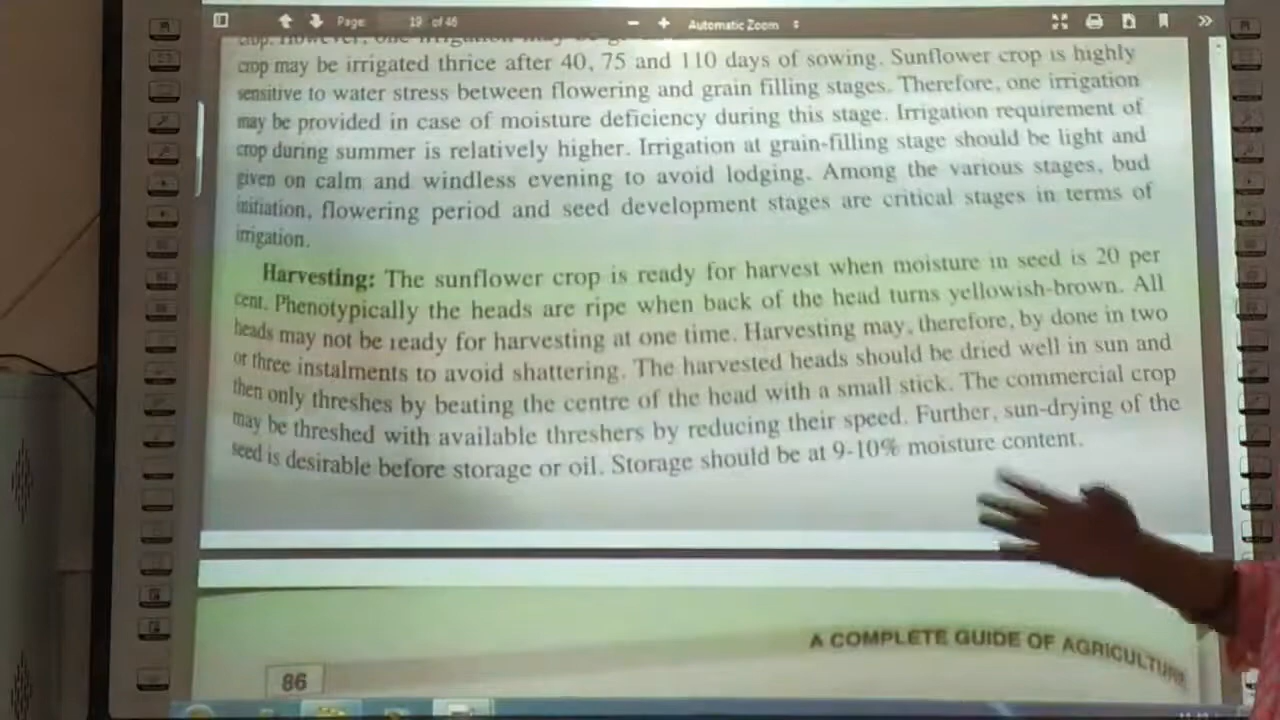 Page: 19 of 46 Automatic Zoom
crop. However, one irrigation may be
crop may be irrigated thrice after 40, 75 and 110 days of sowing. Sunflower crop is highly
sensitive to water stress between flowering and grain filling stages. Therefore, one irrigation
may be provided in case of moisture deficiency during this stage. Irrigation requirement of
crop during summer is relatively higher. Irrigation at grain-filling stage should be light and
given on calm and windless evening to avoid lodging. Among the various stages, bud
initiation, flowering period and seed development stages are critical stages in terms of
irrigation.
Harvesting: The sunflower crop is ready for harvest when moisture in seed is 20 per
cent. Phenotypically the heads are ripe when back of the head turns yellowish-brown. All
heads may not be ready for harvesting at one time. Harvesting may, therefore, by done in two
or three instalments to avoid shattering. The harvested heads should be dried well in sun and
then only threshes by beating the centre of the head with a small stick. The commercial crop
may be threshed with available threshers by reducing their speed. Further, sun-drying of the
seed is desirable before storage or oil. Storage should be at 9-10% moisture content.
A COMPLETE GUIDE OF AGRICULTURE
86